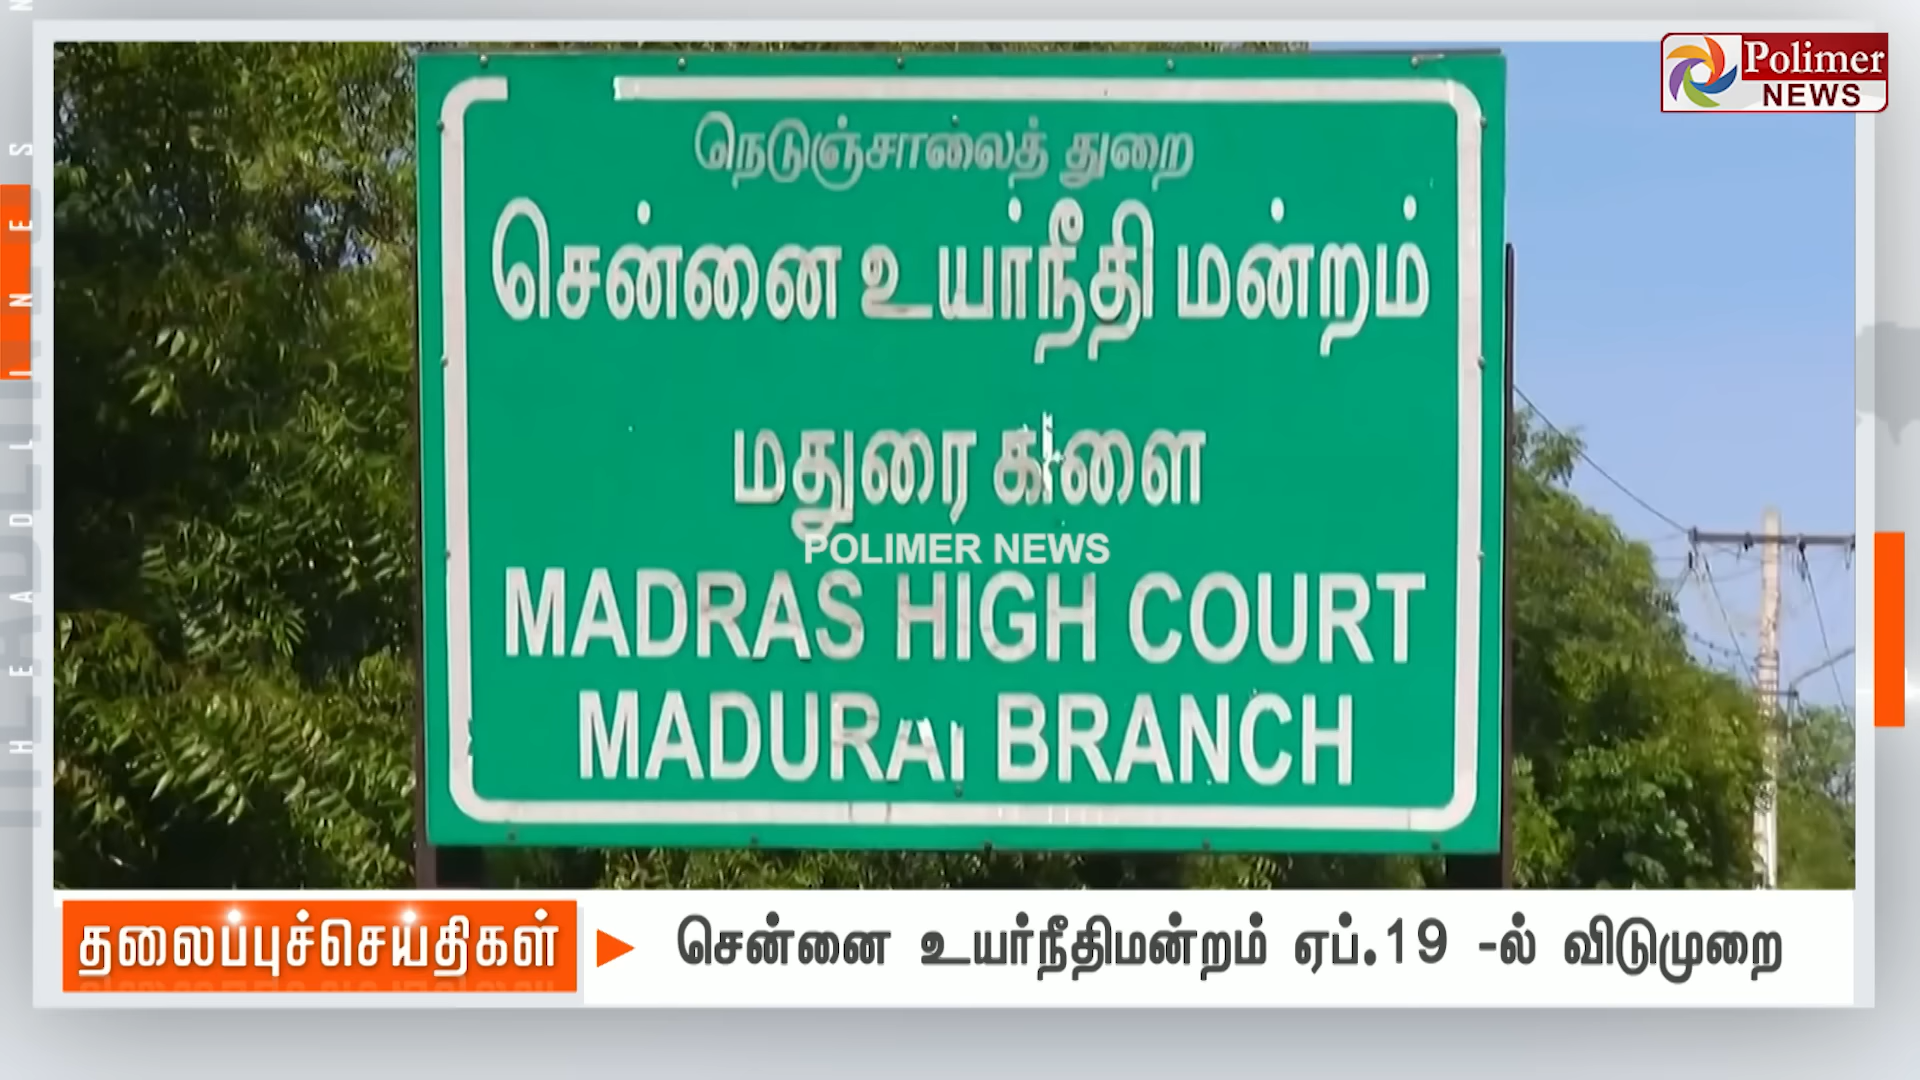 Polimer
NEWS
நெடுஞ்சாலைத் துறை
சென்னை உயர்நீதி மன்றம்
மதுரை கிளை
POLIMER NEWS
MADRAS HIGH COURT
MADURAI BRANCH
HEADLINES
தலைப்புச்செய்திகள்
சென்னை உயர்நீதிமன்றம் ஏப்.19 -ல் விடுமுறை